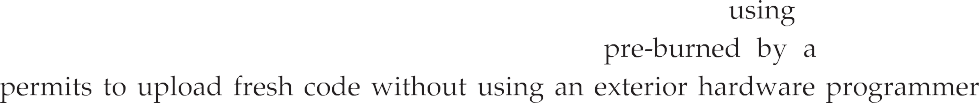 using
pre-burned by a
permits to upload fresh code without using an exterior hardware programmer